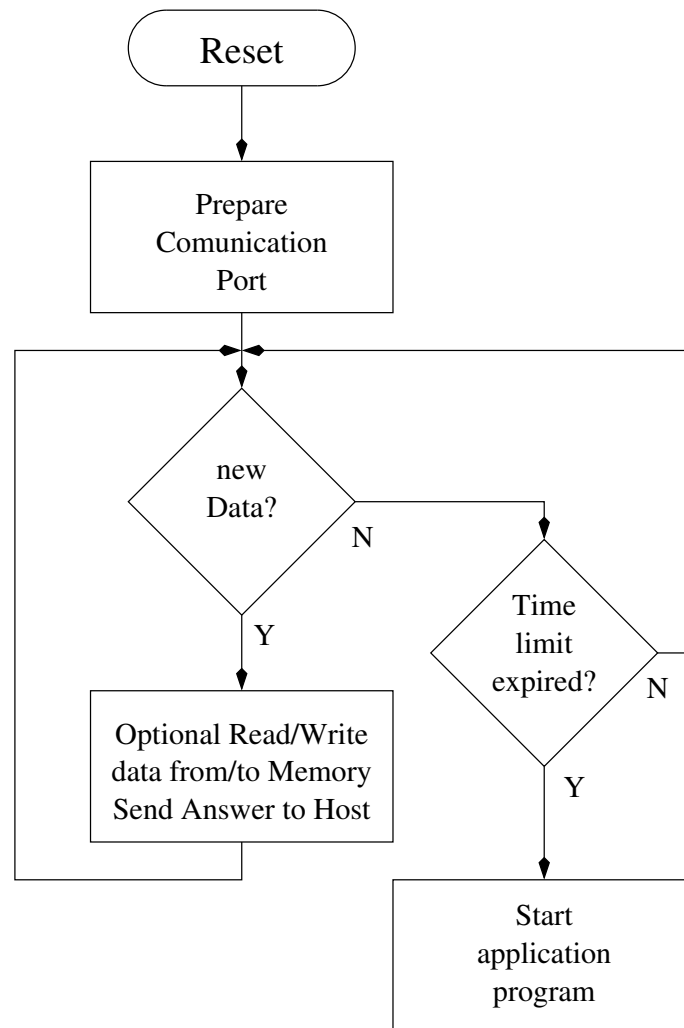 Reset
Prepare
Comunication
Port
new
Data?
N
Y
Time
limit
expired?
N
Y
Optional Read/Write
data from/to Memory
Send Answer to Host
Start
application
program